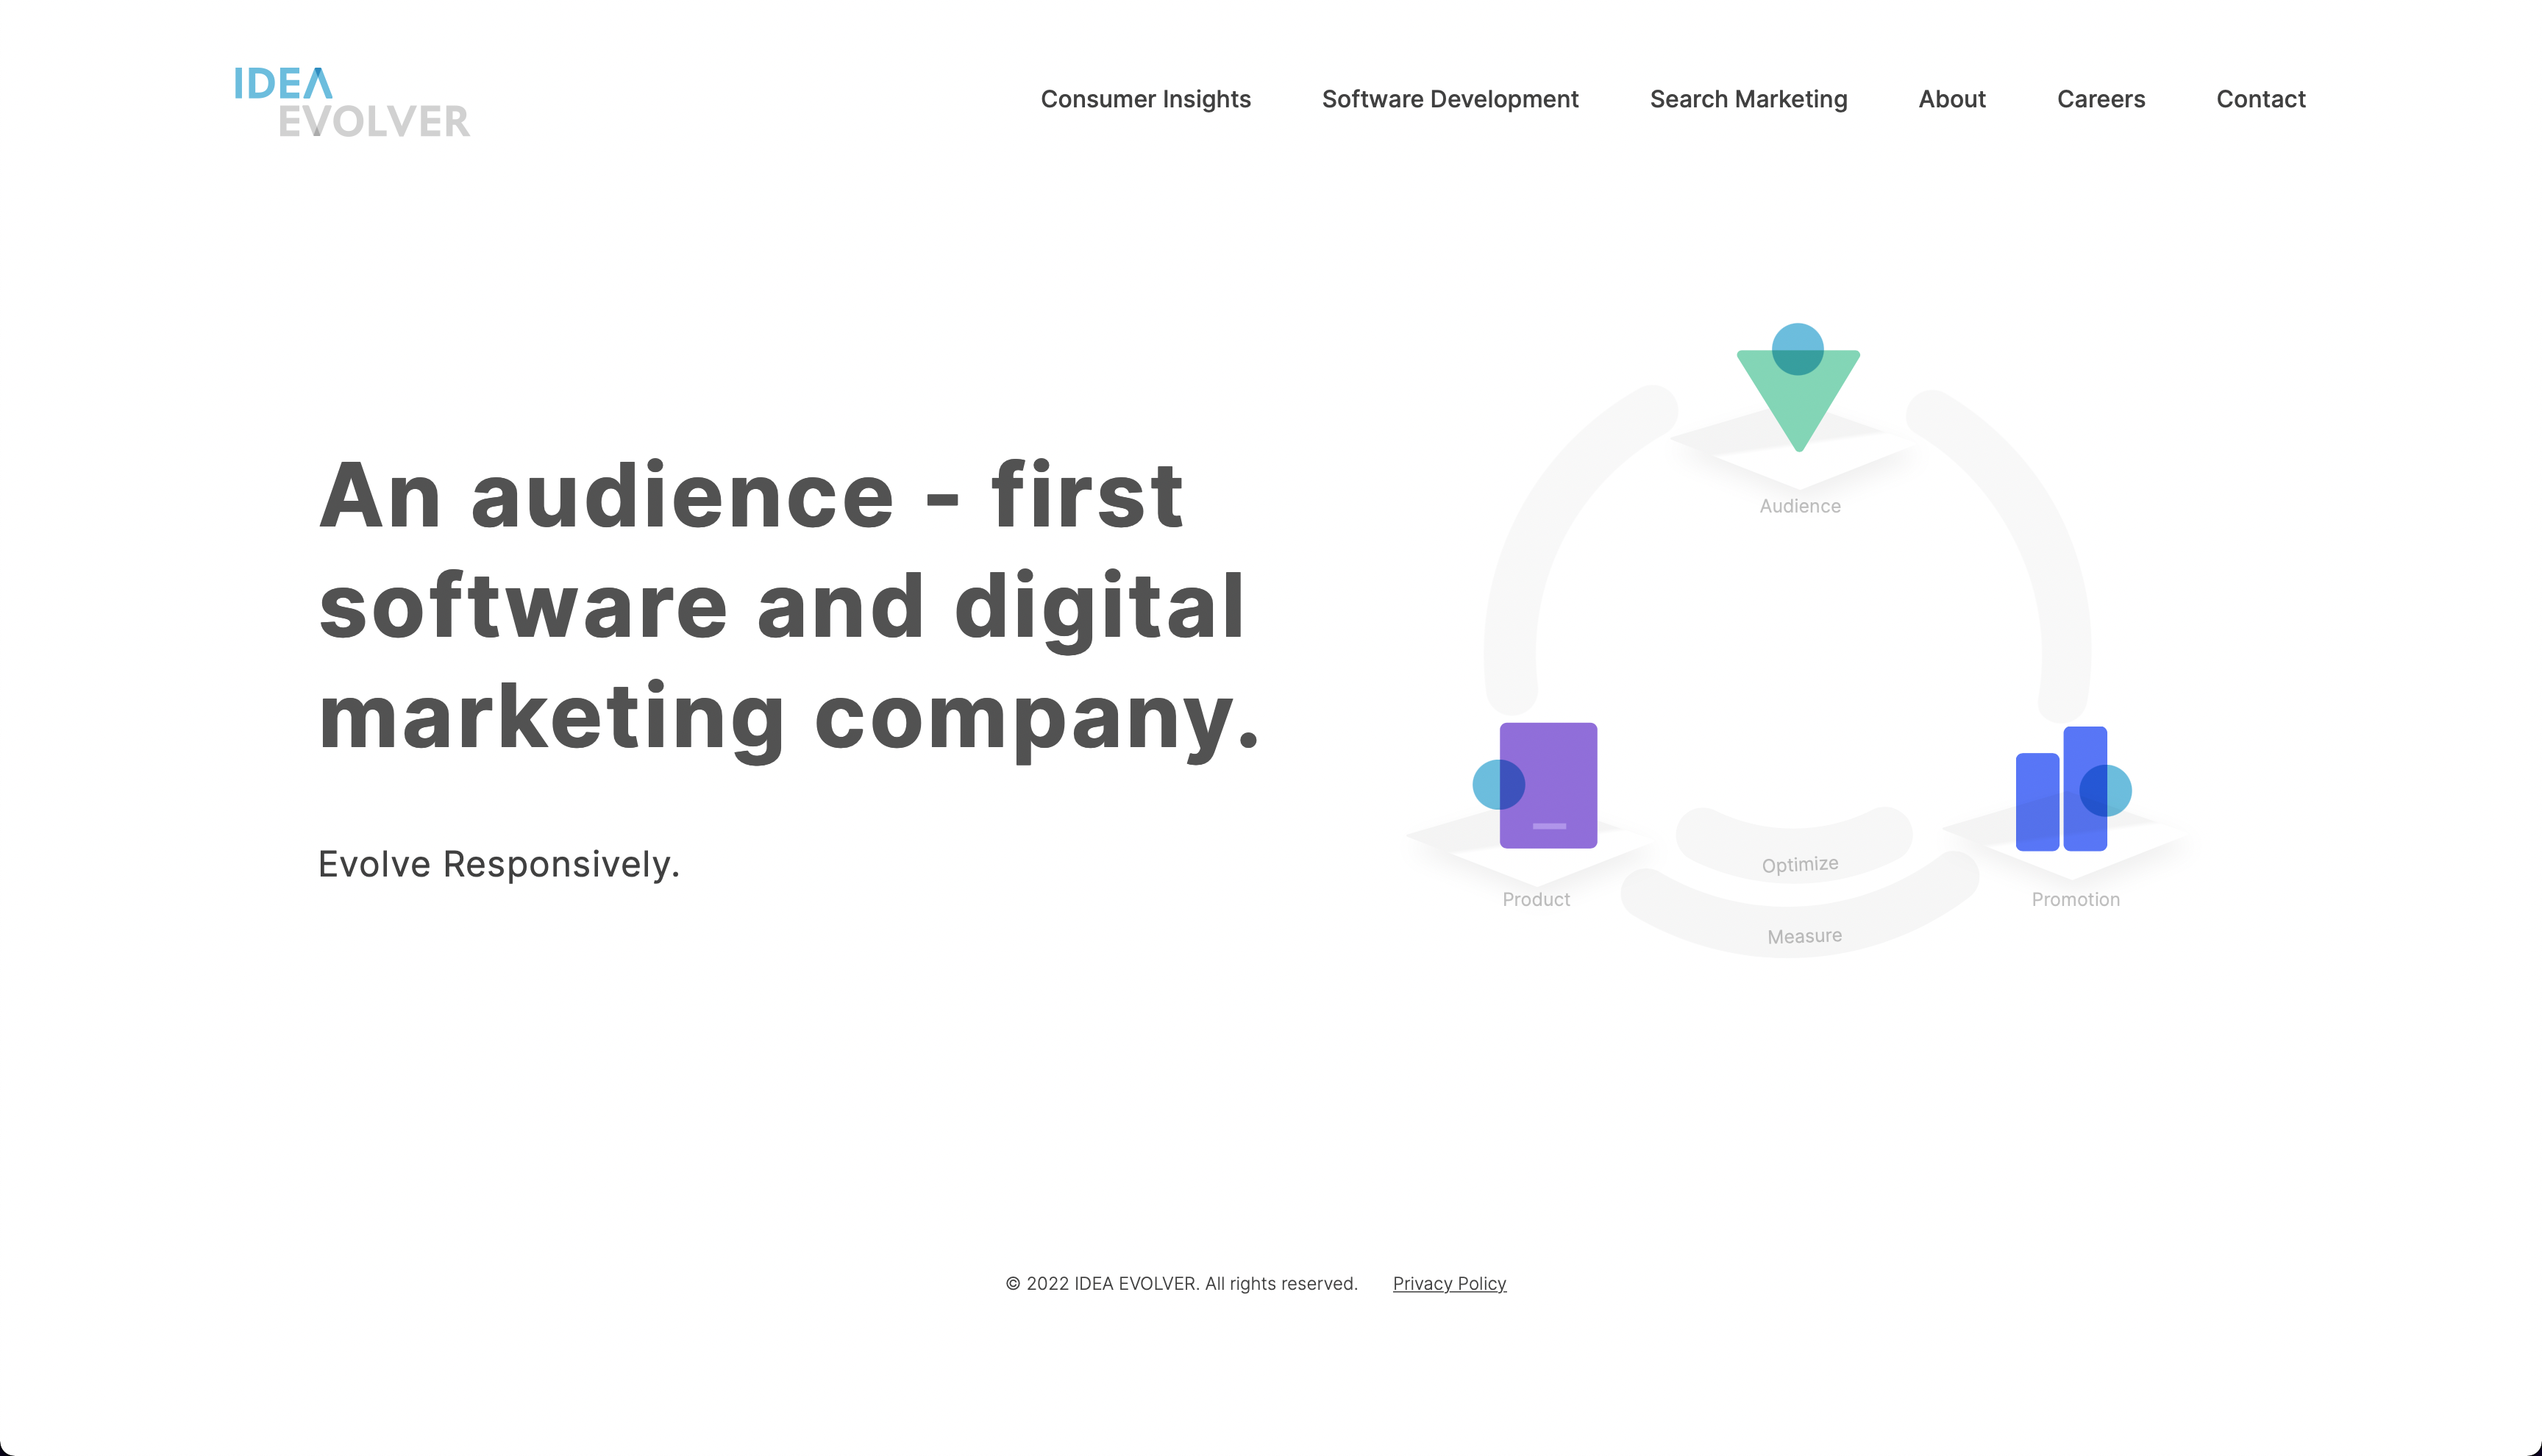 IDEA
EVOLVER
Consumer Insights
Software Development
Search Marketing
About
Careers
Contact
An audience - first
software and digital
marketing company.
Evolve Responsively.
Audience
Product
Optimize
Measure
Promotion
© 2022 IDEA EVOLVER. All rights reserved.
Privacy Policy